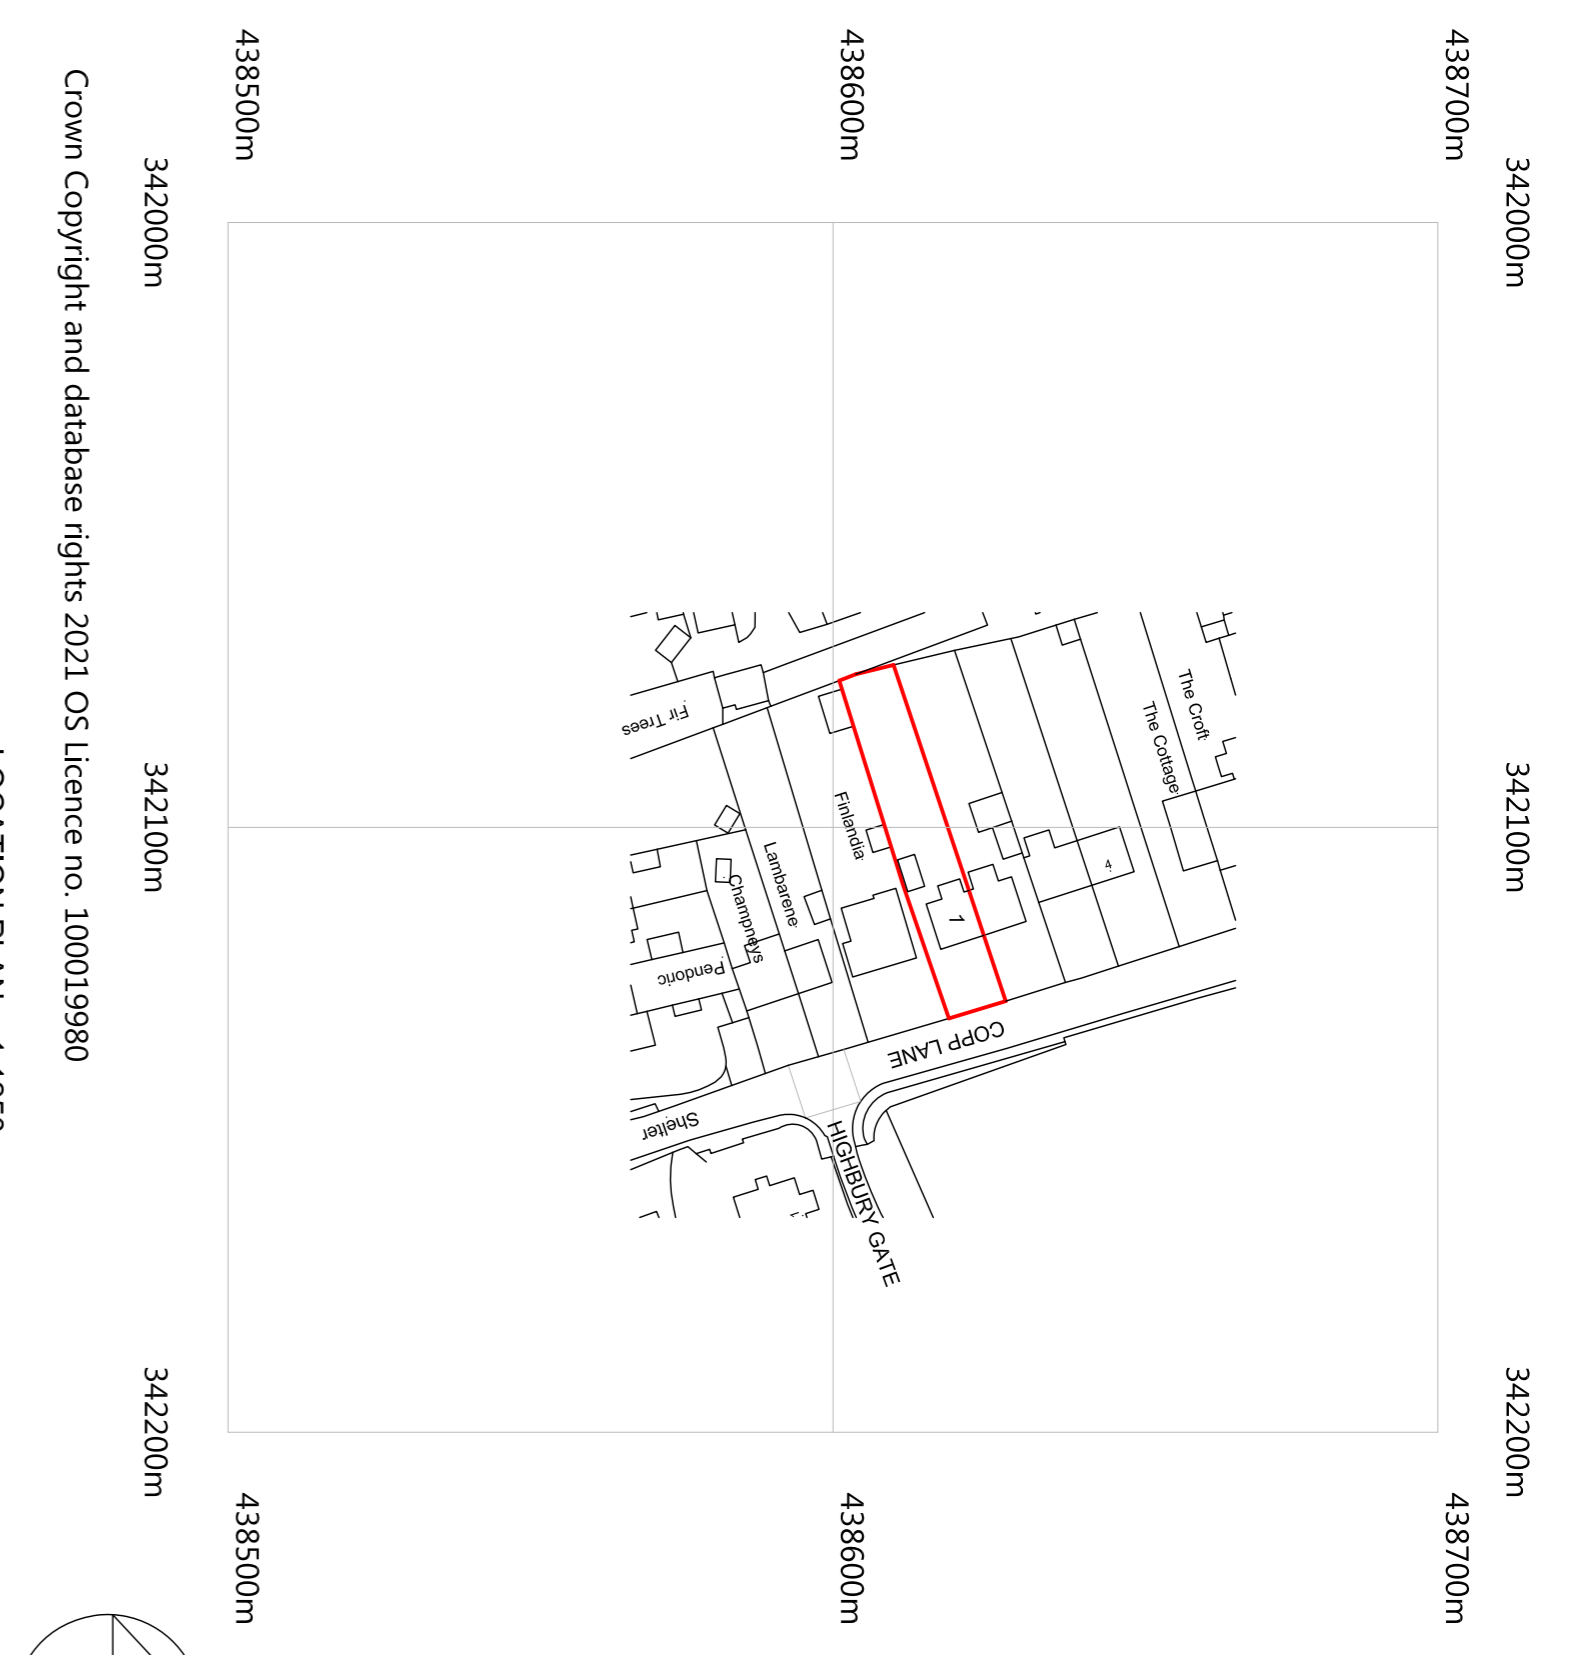 438500m
438600m
438700m
342000m
342000m
Fir Trees
The Croft
The Cottage
Finlandia
342100m
342100m
Lambarene
4
Champneys
7
Pendoric
COPP LANE
Shelter
HIGHBURY GATE
342200m
342200m
438500m
438600m
438700m
Crown Copyright and database rights 2021 OS Licence no. 100019980